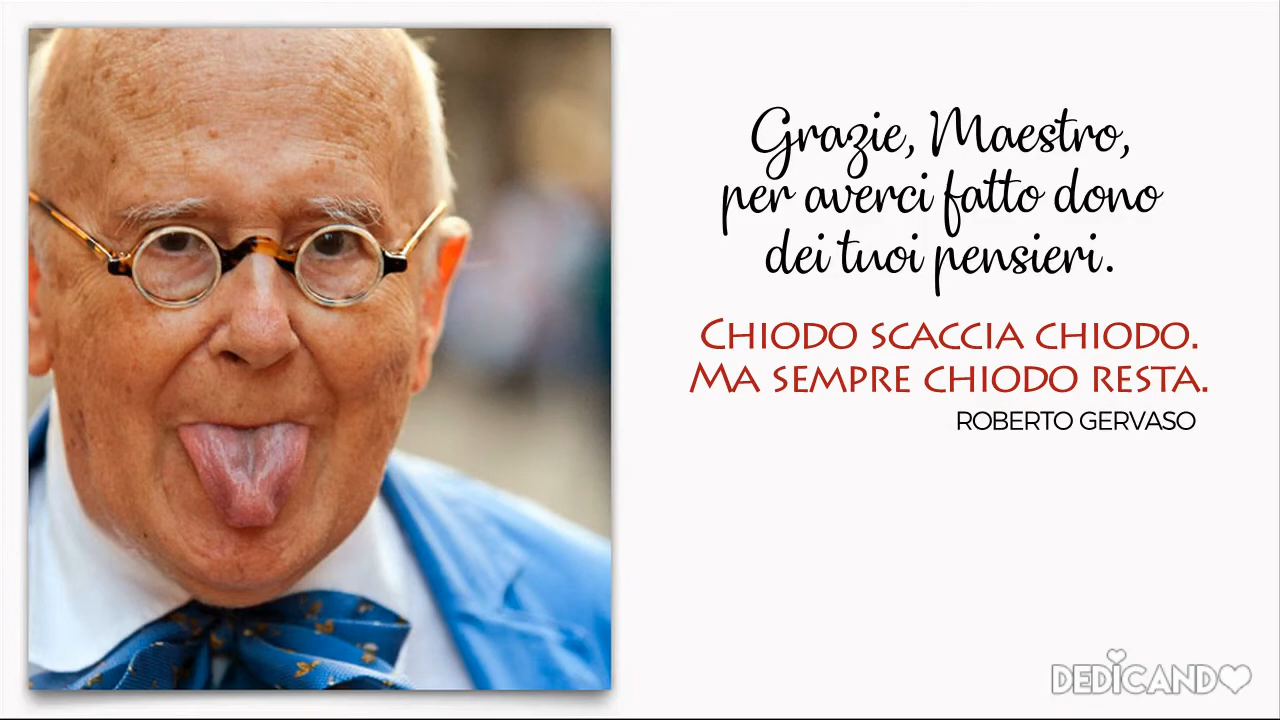 Grazie, Maestro,
per averci fatto dono
dei tuoi pensieri.
CHIODO SCACCIA CHIODO.
MA SEMPRE CHIODO RESTA.
ROBERTO GERVASO
DEDICANDO